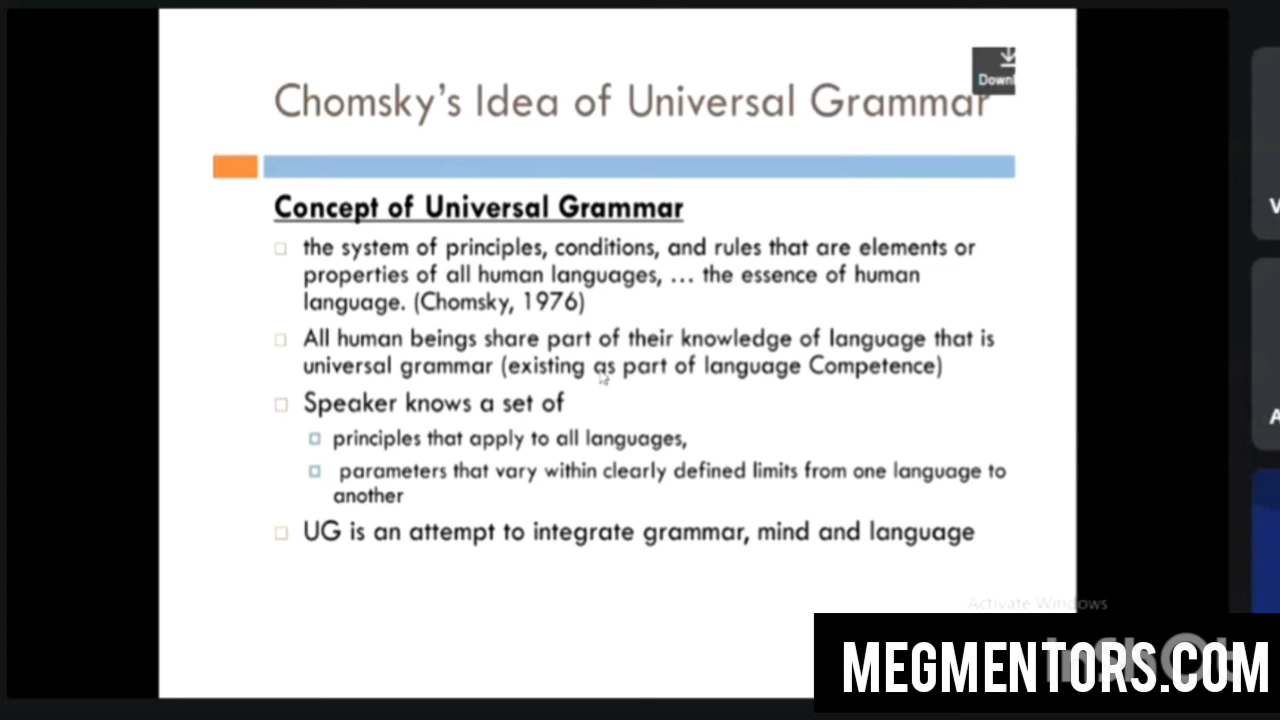 Downl
Chomsky's Idea of Universal Grammar
Concept of Universal Grammar
the system of principles, conditions, and rules that are elements or
properties of all human languages, … the essence of human
language. (Chomsky, 1976)
All human beings share part of their knowledge of language that is
universal grammar (existing as part of language Competence)
Speaker knows a set of
principles that apply to all languages,
parameters that vary within clearly defined limits from one language to
another
UG is an attempt to integrate grammar, mind and language
Activate Windows
MEGMENTORS.COM